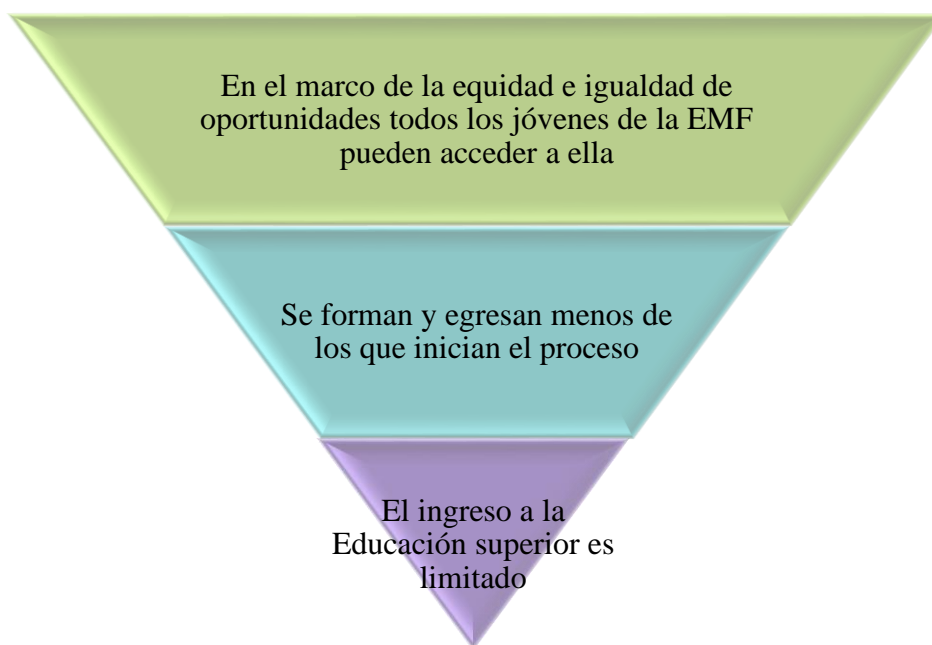 En el marco de la equidad e igualdad de
oportunidades todos los jóvenes de la EMF
pueden acceder a ella
Se forman y egresan menos de
los que inician el proceso
El ingreso a la
Educación superior es
limitado